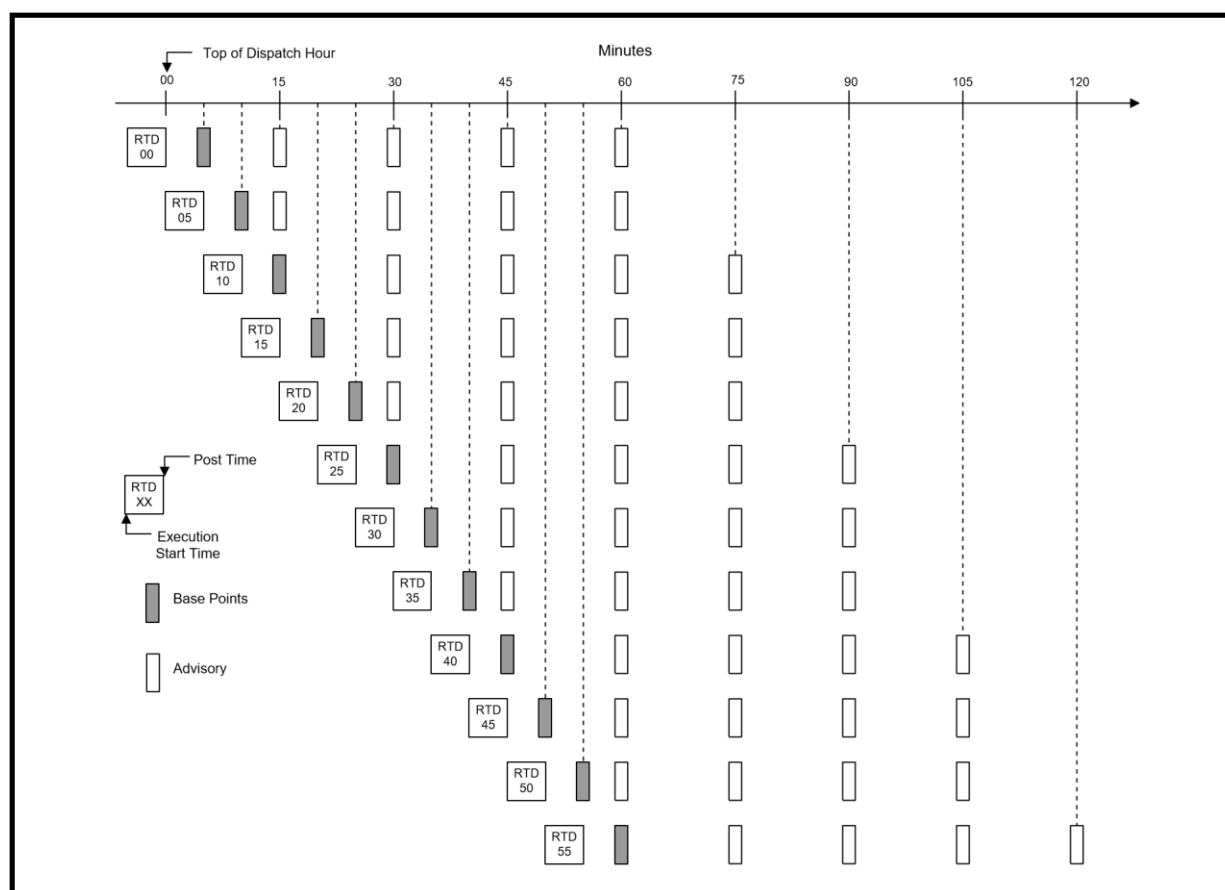 Top of Dispatch Hour
Minutes
00 15 30 45 60 75 90 105 120
RTD
00
RTD
05
RTD
10
RTD
15
RTD
20
RTD
25
Post Time
RTD
XX
Execution
Start Time
RTD
30
RTD
35
Base Points
RTD
40
Advisory
RTD
45
RTD
50
RTD
55